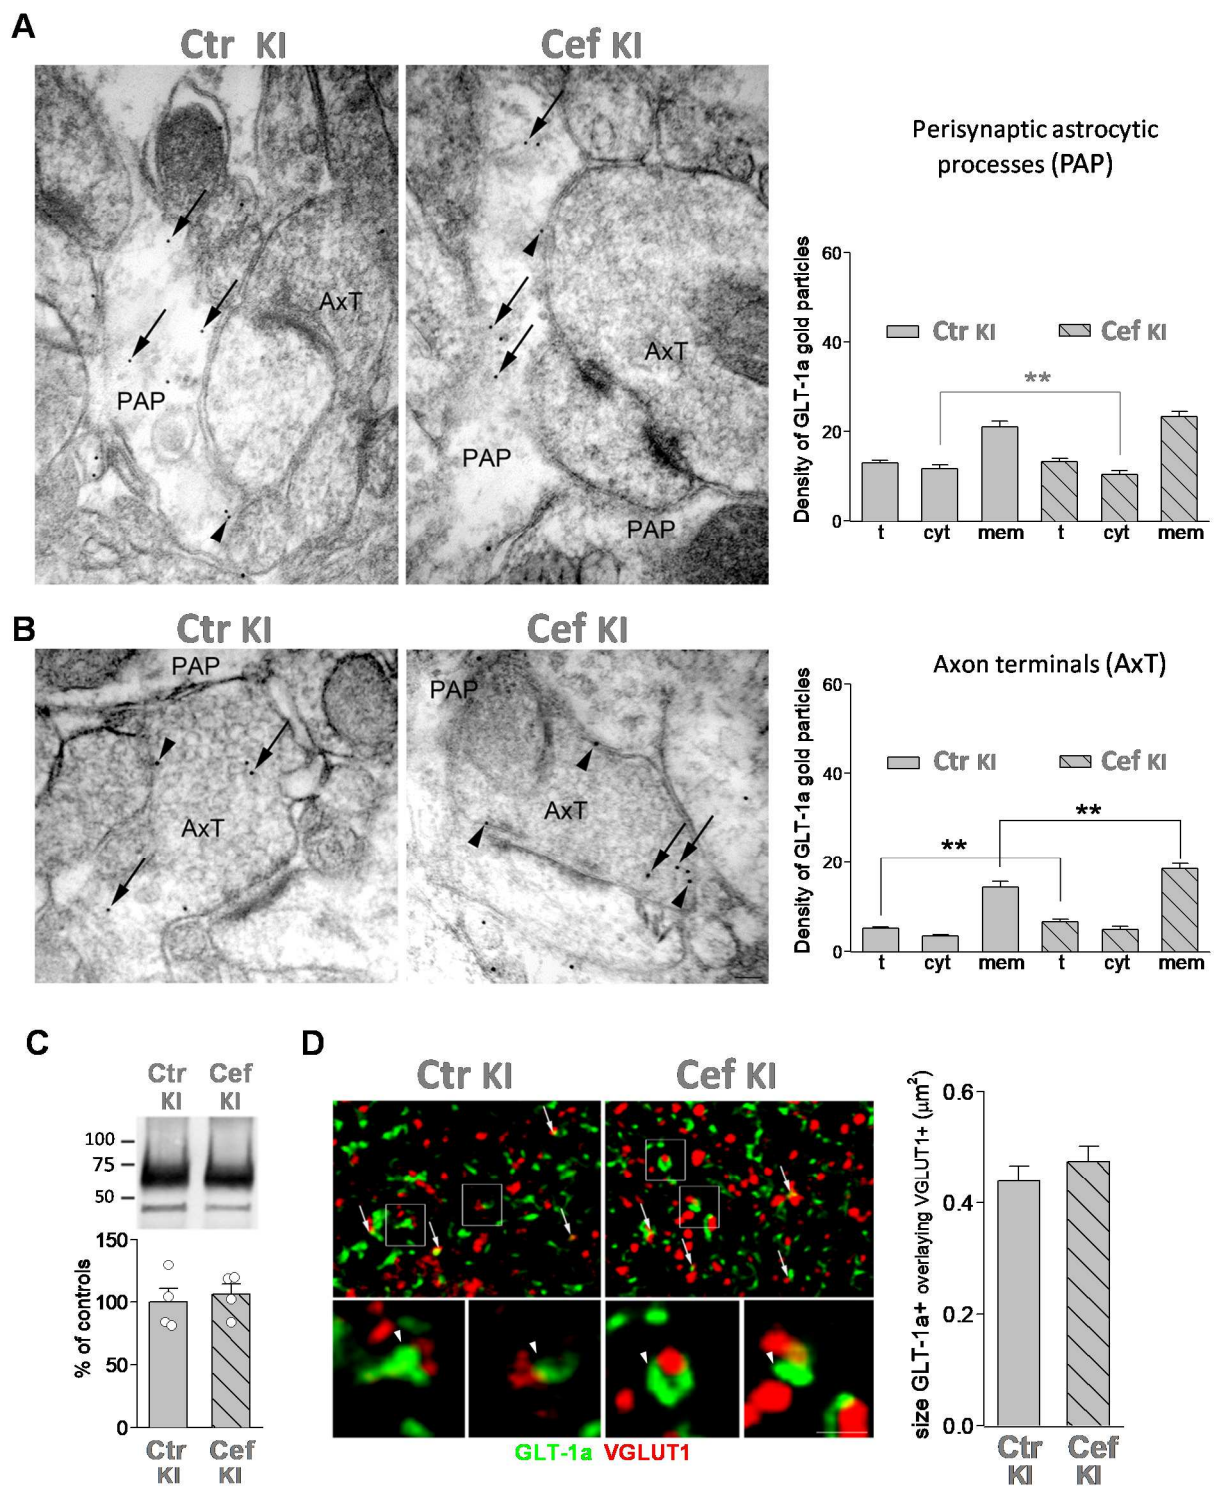 A
Ctr KI
Cef KI
AxT
PAP
AxT
PAP
PAP
Perisynaptic astrocytic
processes (PAP)
Density of GLT-1a gold particles
60
40
20
0
Ctr KI
Cef KI
**
t cyt mem t cyt mem
B
Ctr KI
Cef KI
PAP
AxT
PAP
AxT
Axon terminals (AxT)
Density of GLT-1a gold particles
60
40
20
0
Ctr KI
Cef KI
**
**
t cyt mem t cyt mem
C
Ctr Cef
KI KI
100
75
50
% of controls
150
100
50
0
Ctr Cef
KI KI
D
Ctr KI
Cef KI
GLT-1a VGLUT1
size GLT-1a+ overlaying VGLUT1+ (μm²)
0.6
0.4
0.2
0.0
Ctr Cef
KI KI